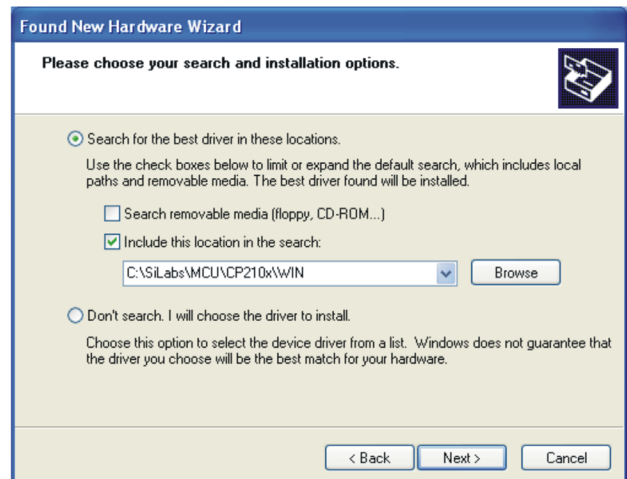 Found New Hardware Wizard
Please choose your search and installation options.
Search for the best driver in these locations.
Use the check boxes below to limit or expand the default search, which includes local
paths and removable media. The best driver found will be installed.
Search removable media (floppy, CD-ROM...)
Include this location in the search:
C:\SiLabs\MCU\CP210x\WIN
Browse
Don't search. I will choose the driver to install.
Choose this option to select the device driver from a list. Windows does not guarantee that
the driver you choose will be the best match for your hardware.
< Back Next > Cancel